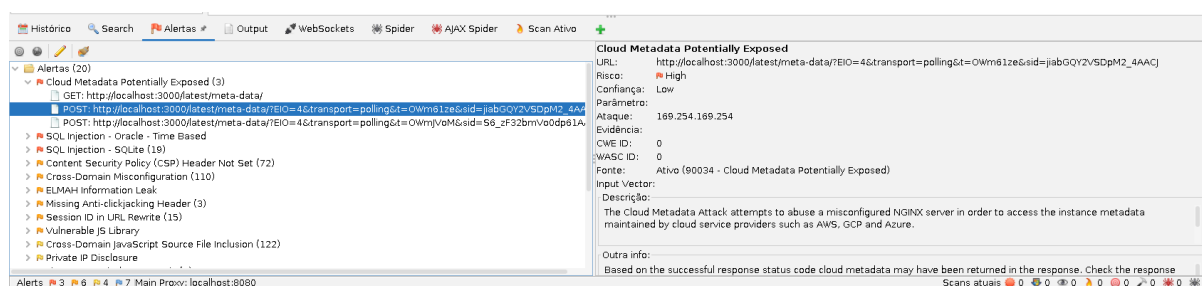 Histórico Search Alertas Output WebSockets Spider AJAX Spider Scan Ativo
Alertas (20)
Cloud Metadata Potentially Exposed (3)
GET: http://localhost:3000/latest/meta-data/
POST: http://localhost:3000/latest/meta-data/?EIO=4&transport=polling&t=OWm61ze&sid=jiabGQY2VSDpM2_4AA
POST: http://localhost:3000/latest/meta-data/?EIO=4&transport=polling&t=OWmJVoM&sid=S6_zF32bmVo0dp61A
SQL Injection - Oracle - Time Based
SQL Injection - SQLite (19)
Content Security Policy (CSP) Header Not Set (72)
Cross-Domain Misconfiguration (110)
ELMAH Information Leak
Missing Anti-clickjacking Header (3)
Session ID in URL Rewrite (15)
Vulnerable JS Library
Cross-Domain JavaScript Source File Inclusion (122)
Private IP Disclosure
Cloud Metadata Potentially Exposed
URL: http://localhost:3000/latest/meta-data/?EIO=4&transport=polling&t=OWm61ze&sid=jiabGQY2VSDpM2_4AACJ
Risco: High
Confiança: Low
Parâmetro:
Ataque: 169.254.169.254
Evidência:
CWE ID: 0
WASC ID: 0
Fonte: Ativo (90034 - Cloud Metadata Potentially Exposed)
Input Vector:
Descrição:
The Cloud Metadata Attack attempts to abuse a misconfigured NGINX server in order to access the instance metadata
maintained by cloud service providers such as AWS, GCP and Azure.
Outra info:
Based on the successful response status code cloud metadata may have been returned in the response. Check the response
Alerts 3 6 4 7 Main Proxy: localhost:8080
Scans atuais 0 0 0 0 0 0 0